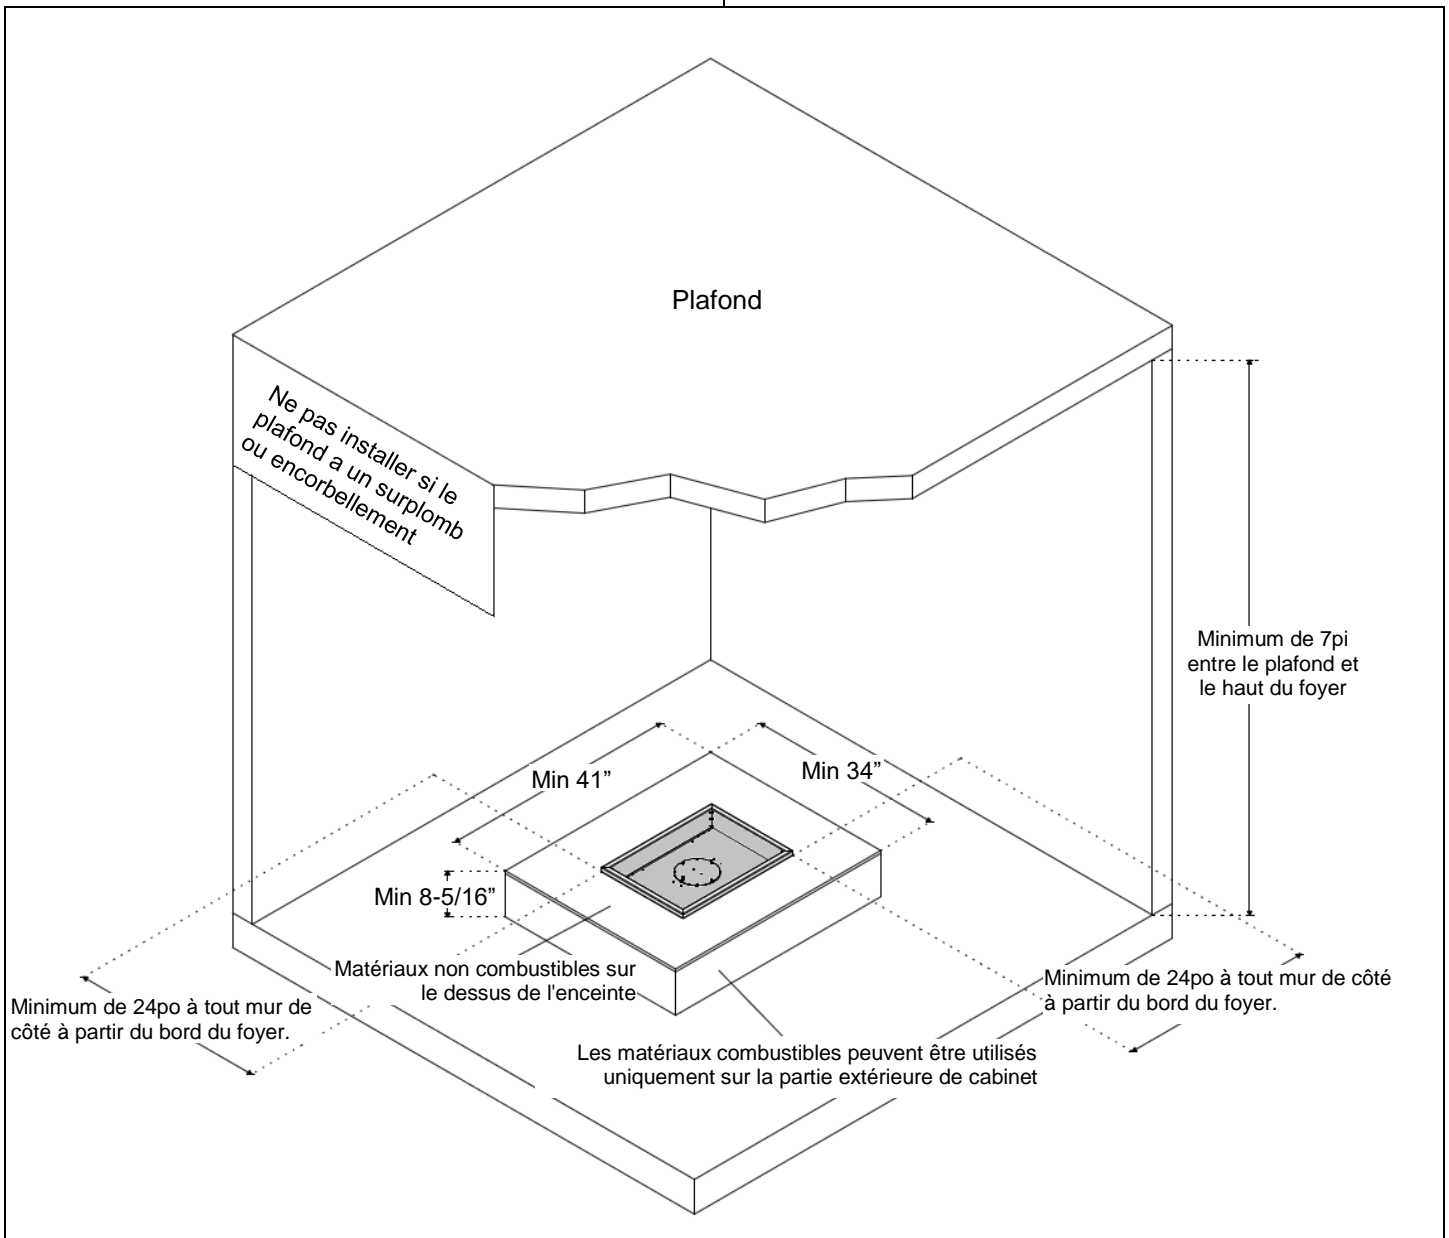 Plafond
Ne pas installer si le
plafond a un surplomb
ou encorbellement
Minimum de 7pi
entre le plafond et
le haut du foyer
Min 41”
Min 34”
Min 8-5/16”
Matériaux non combustibles sur
le dessus de l'enceinte
Minimum de 24po à tout mur de côté
à partir du bord du foyer.
Minimum de 24po à tout mur de
côté à partir du bord du foyer.
Les matériaux combustibles peuvent être utilisés
uniquement sur la partie extérieure de cabinet